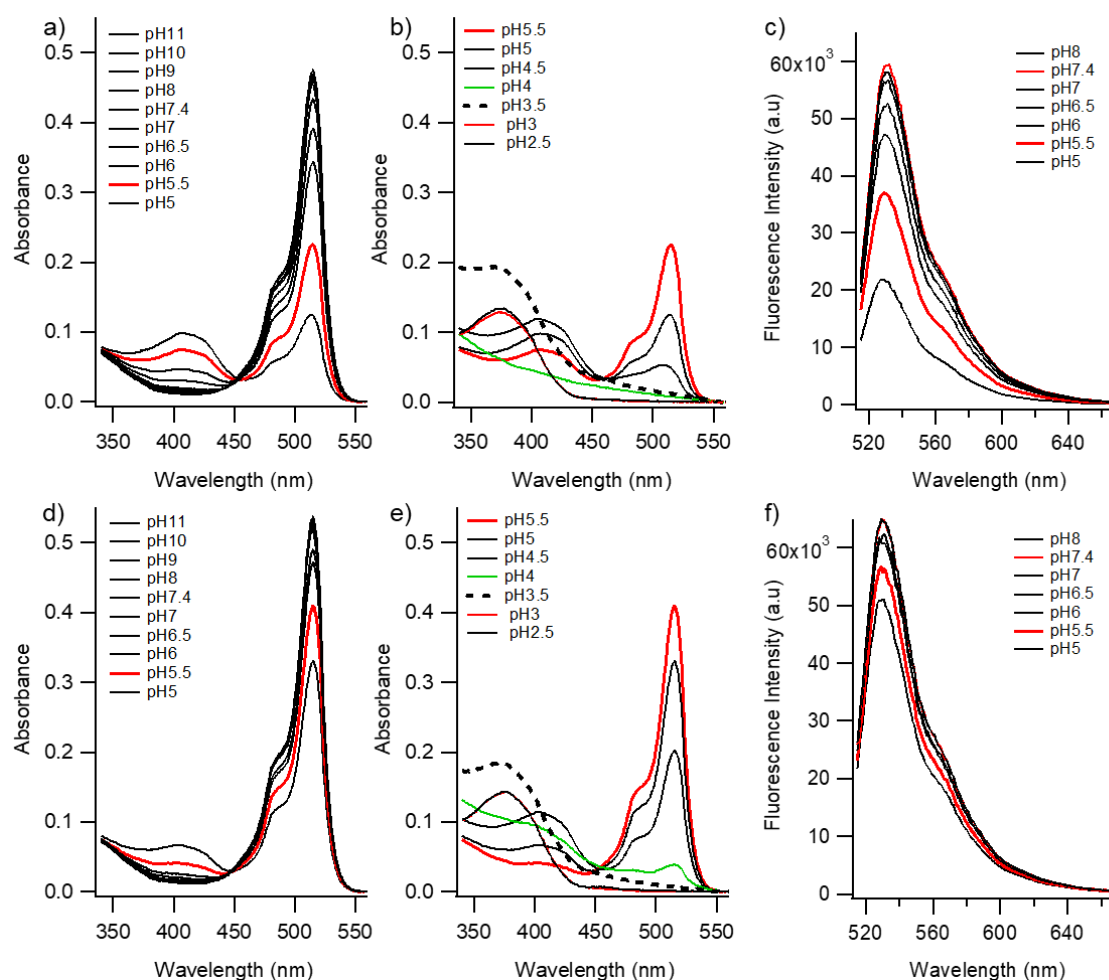 a)
0.5
0.4
0.3
0.2
0.1
0.0
Absorbance
pH11
pH10
pH9
pH8
pH7.4
pH7
pH6.5
pH6
pH5.5
pH5
350 400 450 500 550
Wavelength (nm)
b)
0.5
0.4
0.3
0.2
0.1
0.0
Absorbance
pH5.5
pH5
pH4.5
pH4
pH3.5
pH3
pH2.5
350 400 450 500 550
Wavelength (nm)
c)
60x10³
50
40
30
20
10
0
Fluorescence Intensity (a.u)
pH8
pH7.4
pH7
pH6.5
pH6
pH5.5
pH5
520 560 600 640
Wavelength (nm)
d)
0.5
0.4
0.3
0.2
0.1
0.0
Absorbance
pH11
pH10
pH9
pH8
pH7.4
pH7
pH6.5
pH6
pH5.5
pH5
350 400 450 500 550
Wavelength (nm)
e)
0.5
0.4
0.3
0.2
0.1
0.0
Absorbance
pH5.5
pH5
pH4.5
pH4
pH3.5
pH3
pH2.5
350 400 450 500 550
Wavelength (nm)
f)
60x10³
50
40
30
20
10
0
Fluorescence Intensity (a.u)
pH8
pH7.4
pH7
pH6.5
pH6
pH5.5
pH5
520 560 600 640
Wavelength (nm)